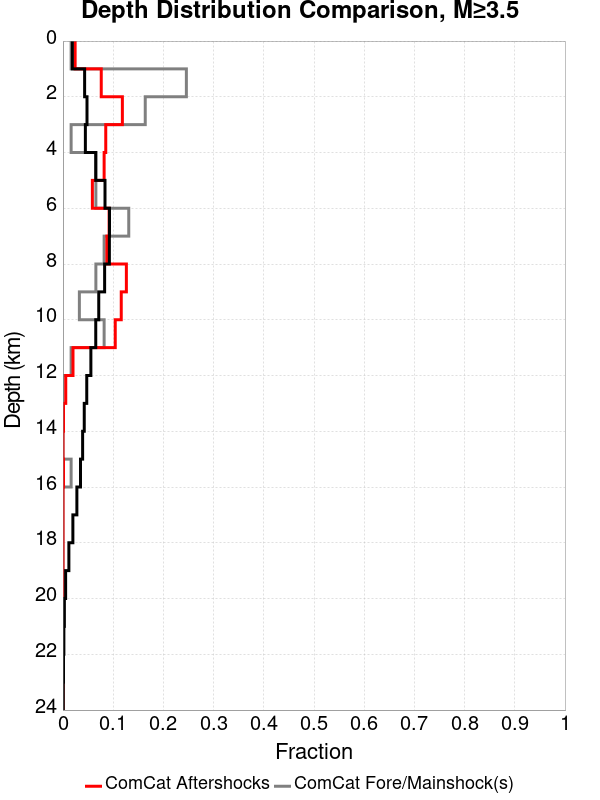 Depth Distribution Comparison, M≥3.5
0
2
4
6
8
10
12
14
16
18
20
22
24
Depth (km)
0 0.1 0.2 0.3 0.4 0.5 0.6 0.7 0.8 0.9 1
Fraction
ComCat Aftershocks ComCat Fore/Mainshock(s)